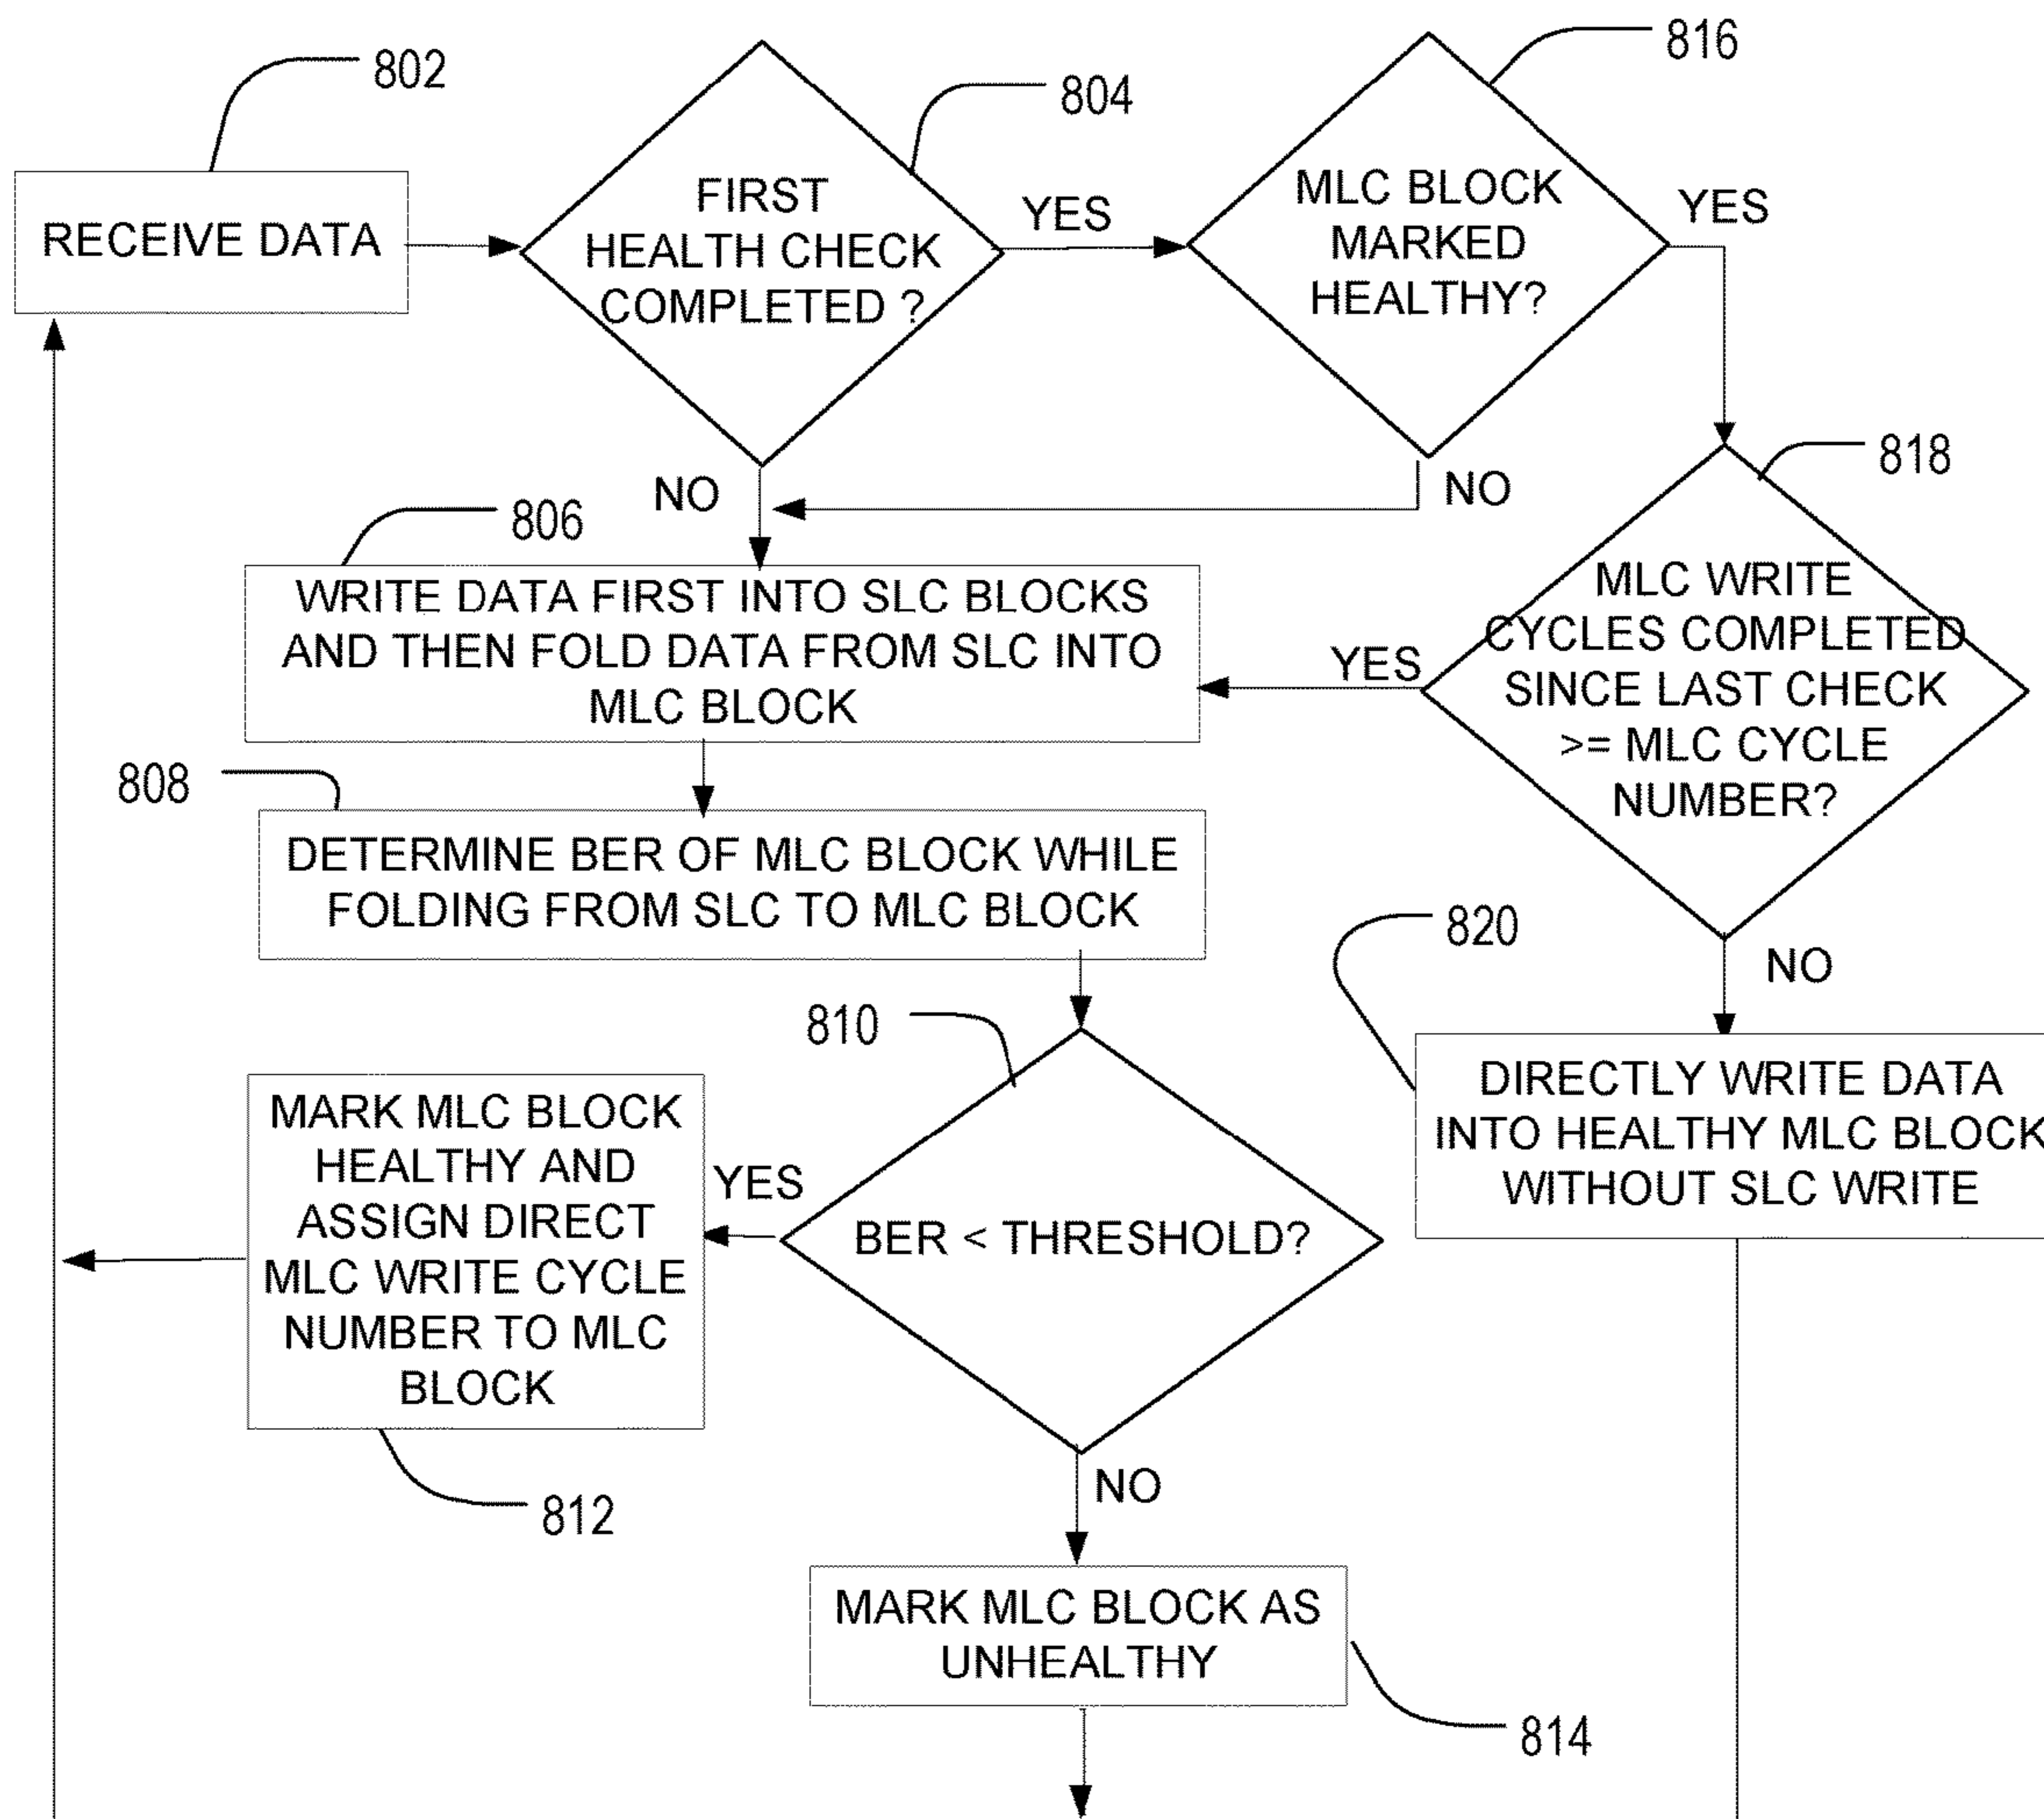 802
804
816
RECEIVE DATA
FIRST
HEALTH CHECK
COMPLETED ?
YES
MLC BLOCK
MARKED
HEALTHY?
YES
NO
NO
818
806
WRITE DATA FIRST INTO SLC BLOCKS
AND THEN FOLD DATA FROM SLC INTO
MLC BLOCK
YES
MLC WRITE
CYCLES COMPLETED
SINCE LAST CHECK
>= MLC CYCLE
NUMBER?
808
DETERMINE BER OF MLC BLOCK WHILE
FOLDING FROM SLC TO MLC BLOCK
820
NO
810
DIRECTLY WRITE DATA
INTO HEALTHY MLC BLOCK
WITHOUT SLC WRITE
MARK MLC BLOCK
HEALTHY AND
ASSIGN DIRECT
MLC WRITE CYCLE
NUMBER TO MLC
BLOCK
YES
BER < THRESHOLD?
812
NO
MARK MLC BLOCK AS
UNHEALTHY
814